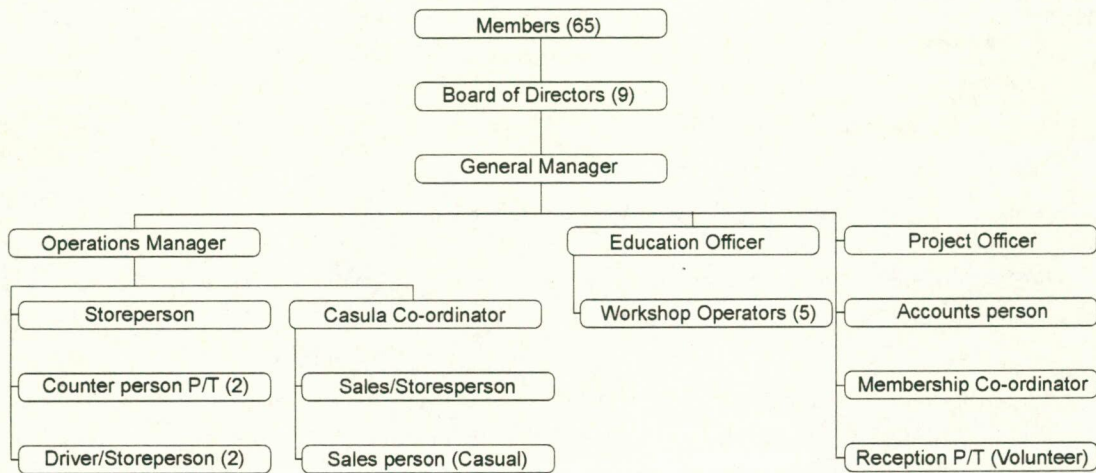 Members (65)
Board of Directors (9)
General Manager
Operations Manager
Education Officer
Project Officer
Storeperson
Casula Co-ordinator
Workshop Operators (5)
Accounts person
Counter person P/T (2)
Sales/Storesperson
Membership Co-ordinator
Driver/Storeperson (2)
Sales person (Casual)
Reception P/T (Volunteer)